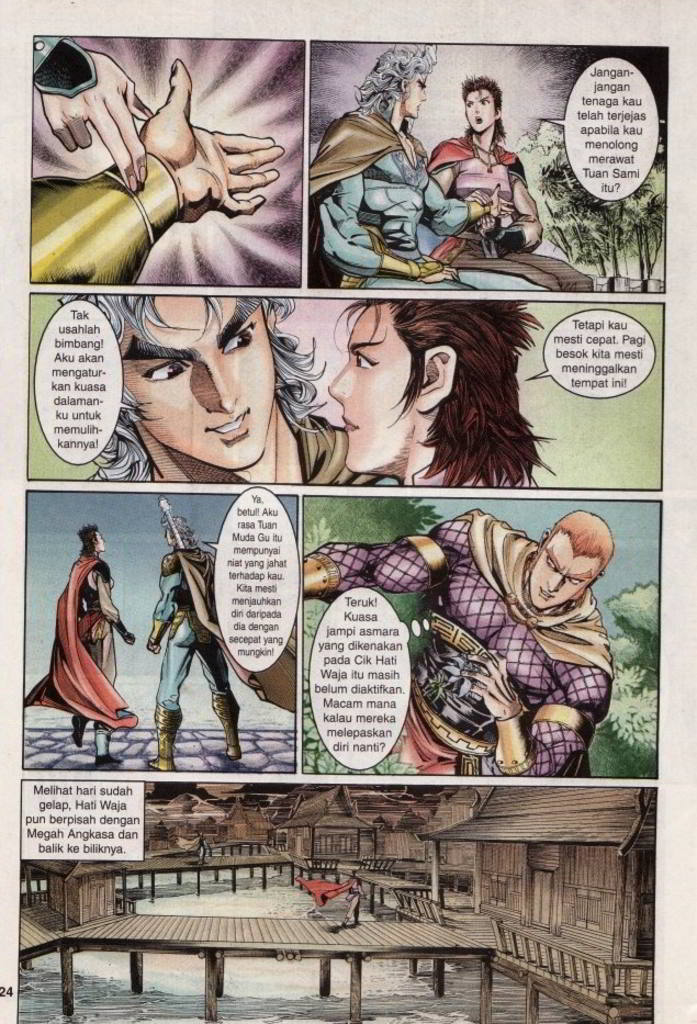 Jangan-
jangan
tenaga kau
telah terjejas
apabila kau
menolong
merawat
Tuan Sami
itu?
Tak
usahlah
bimbang!
Aku akan
mengatur-
kan kuasa
dalaman-
ku untuk
memulih-
kannya!
Tetapi kau
mesti cepat. Pagi
besok kita mesti
meninggalkan
tempat ini!
Ya,
betul! Aku
rasa Tuan
Muda Gu itu
mempunyai
niat yang jahat
terhadap kau.
Kita mesti
menjauhkan
diri daripada
dia dengan
secepat yang
mungkin!
Teruk!
Kuasa
jampi asmara
yang dikenakan
pada Cik Hati
Waja itu masih
belum diaktifkan.
Macam mana
kalau mereka
melepaskan
diri nanti?
Melihat hari sudah
gelap, Hati Waja
pun berpisah dengan
Megah Angkasa dan
balik ke biliknya.
24